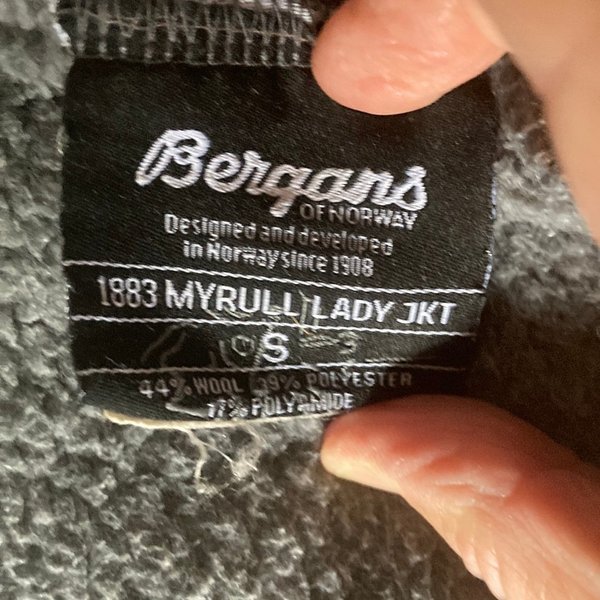 Bergans
OF NORWAY
Designed and developed
in Norway since 1908
1883 MYRULL LADY JKT
S
44% WOOL 39% POLYESTER
17% POLYAMIDE